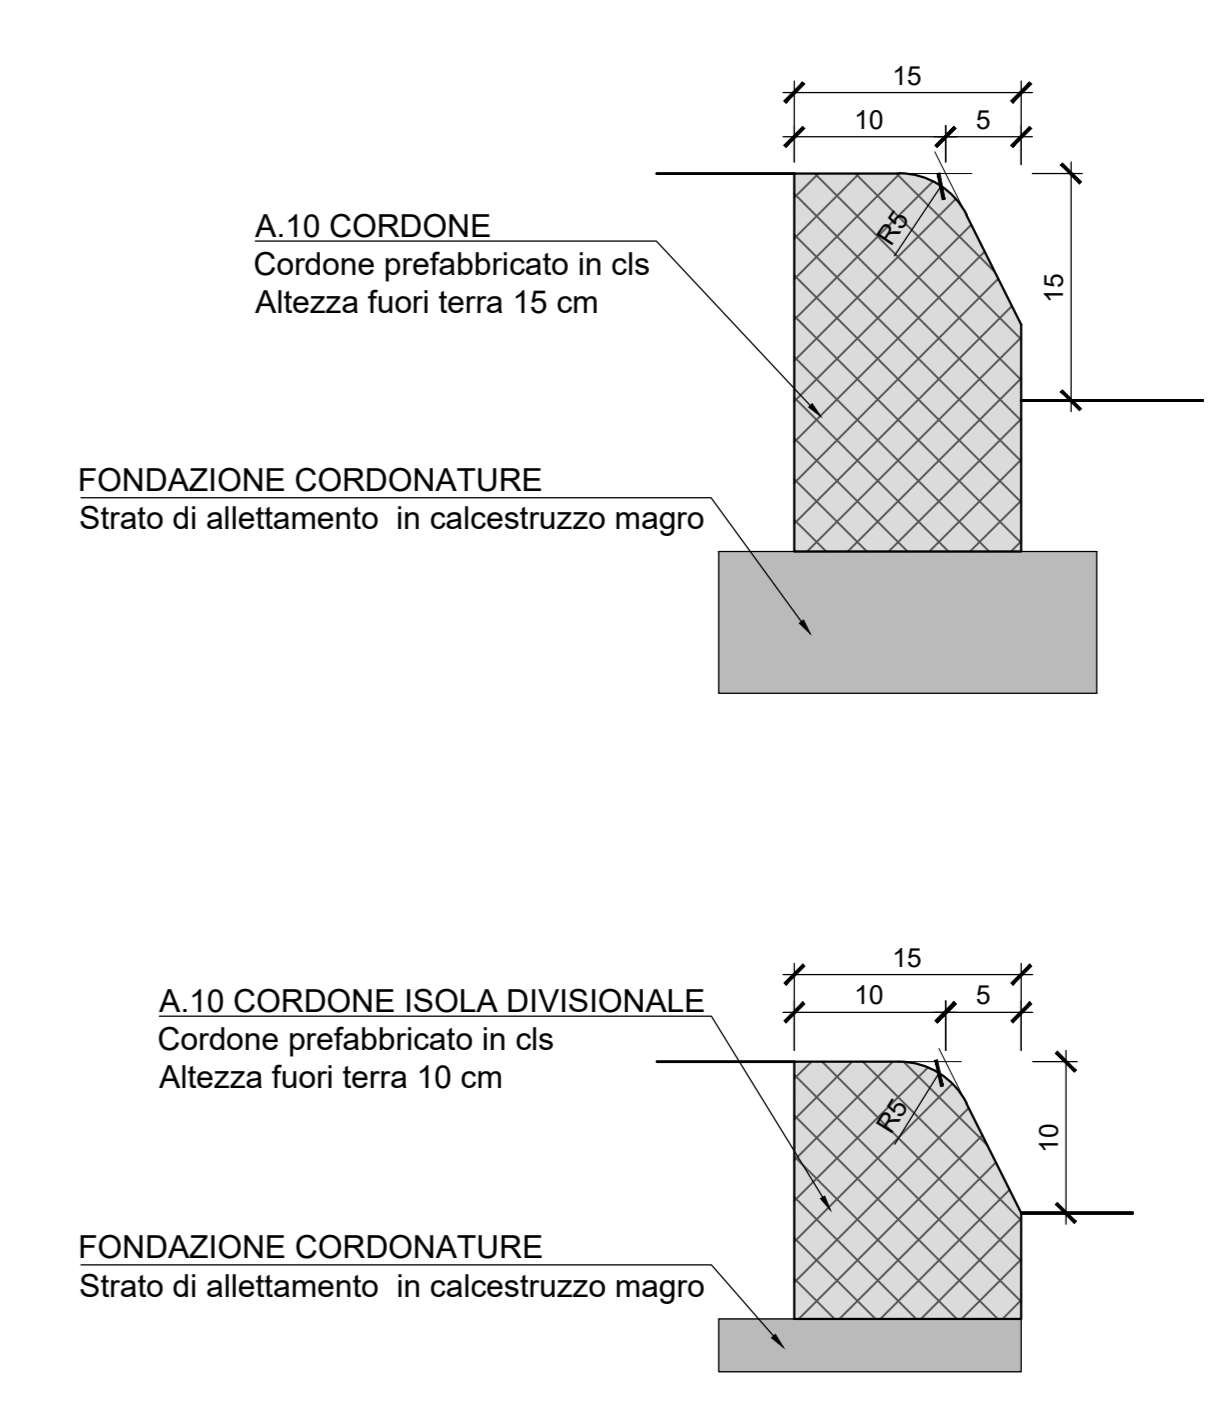 15
10 5
A.10 CORDONE
Cordone prefabbricato in cls
Altezza fuori terra 15 cm
R5
15
FONDAZIONE CORDONATURE
Strato di allettamento in calcestruzzo magro
15
10 5
A.10 CORDONE ISOLA DIVISIONALE
Cordone prefabbricato in cls
Altezza fuori terra 10 cm
R5
10
FONDAZIONE CORDONATURE
Strato di allettamento in calcestruzzo magro